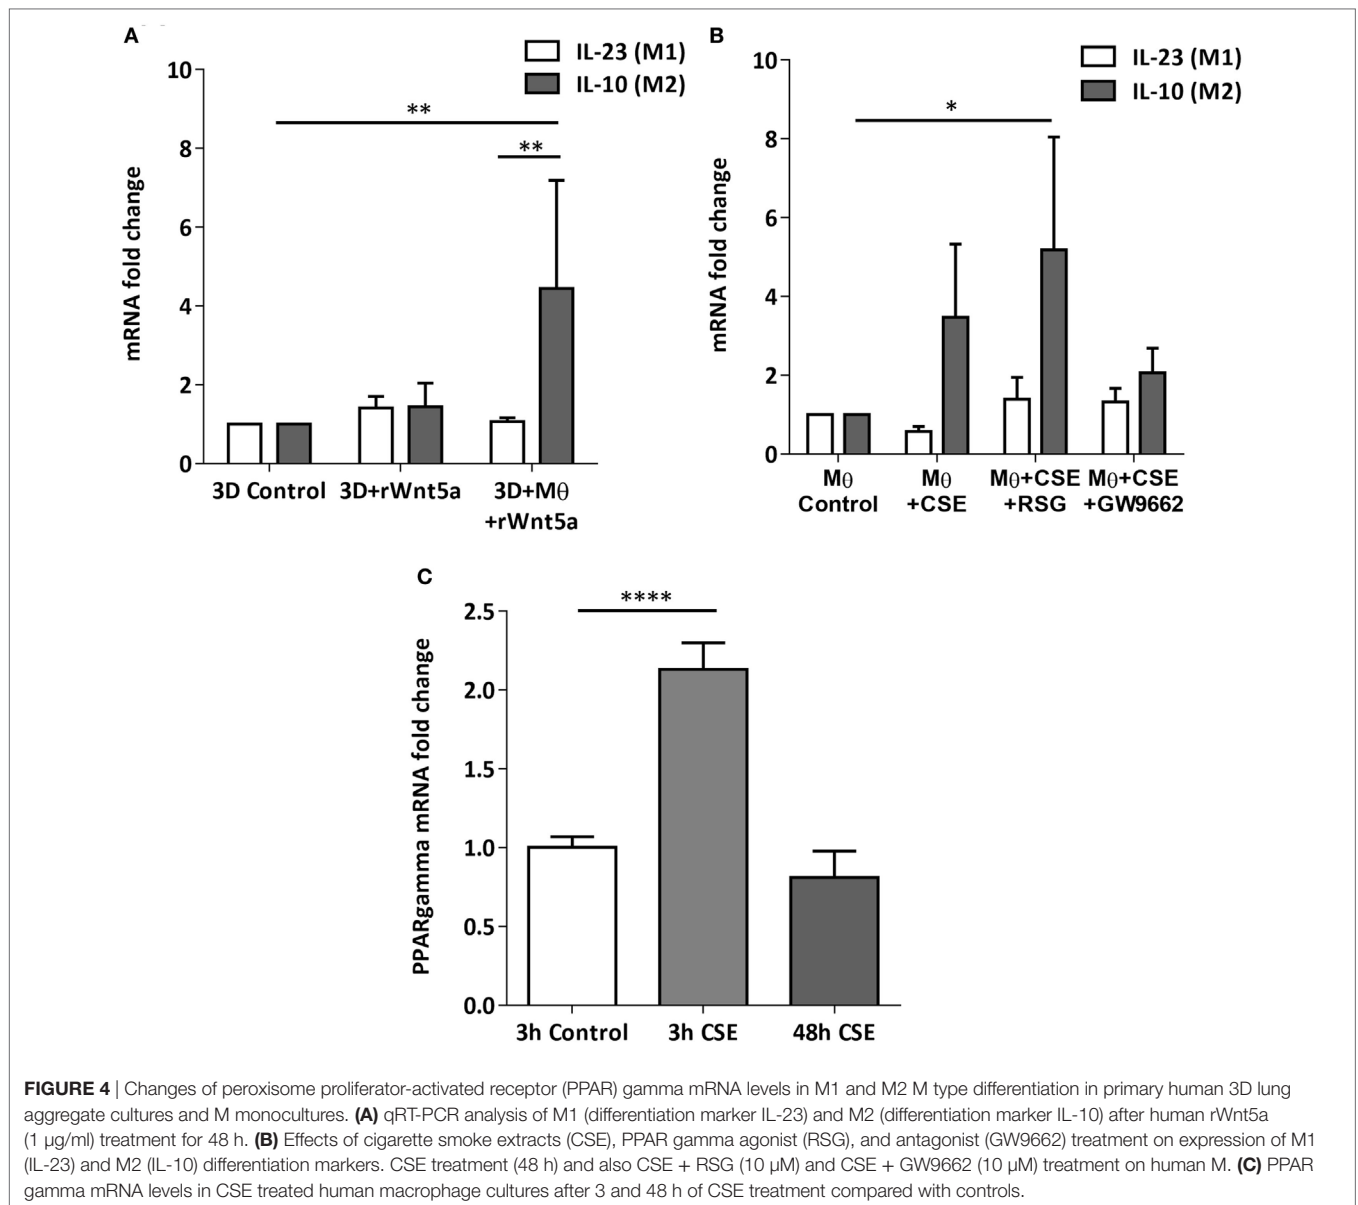 A
IL-23 (M1)
IL-10 (M2)
mRNA fold change
10
8
6
4
2
0
**
**
3D Control
3D+rWnt5a
3D+Mθ
+rWnt5a
B
IL-23 (M1)
IL-10 (M2)
mRNA fold change
10
8
6
4
2
0
*
Mθ
Control
Mθ
+CSE
Mθ+CSE
+RSG
Mθ+CSE
+GW9662
C
PPARgamma mRNA fold change
2.5
2.0
1.5
1.0
0.5
0.0
****
3h Control
3h CSE
48h CSE
FIGURE 4 | Changes of peroxisome proliferator-activated receptor (PPAR) gamma mRNA levels in M1 and M2 M type differentiation in primary human 3D lung
aggregate cultures and M monocultures. (A) qRT-PCR analysis of M1 (differentiation marker IL-23) and M2 (differentiation marker IL-10) after human rWnt5a
(1 µg/ml) treatment for 48 h. (B) Effects of cigarette smoke extracts (CSE), PPAR gamma agonist (RSG), and antagonist (GW9662) treatment on expression of M1
(IL-23) and M2 (IL-10) differentiation markers. CSE treatment (48 h) and also CSE + RSG (10 µM) and CSE + GW9662 (10 µM) treatment on human M. (C) PPAR
gamma mRNA levels in CSE treated human macrophage cultures after 3 and 48 h of CSE treatment compared with controls.